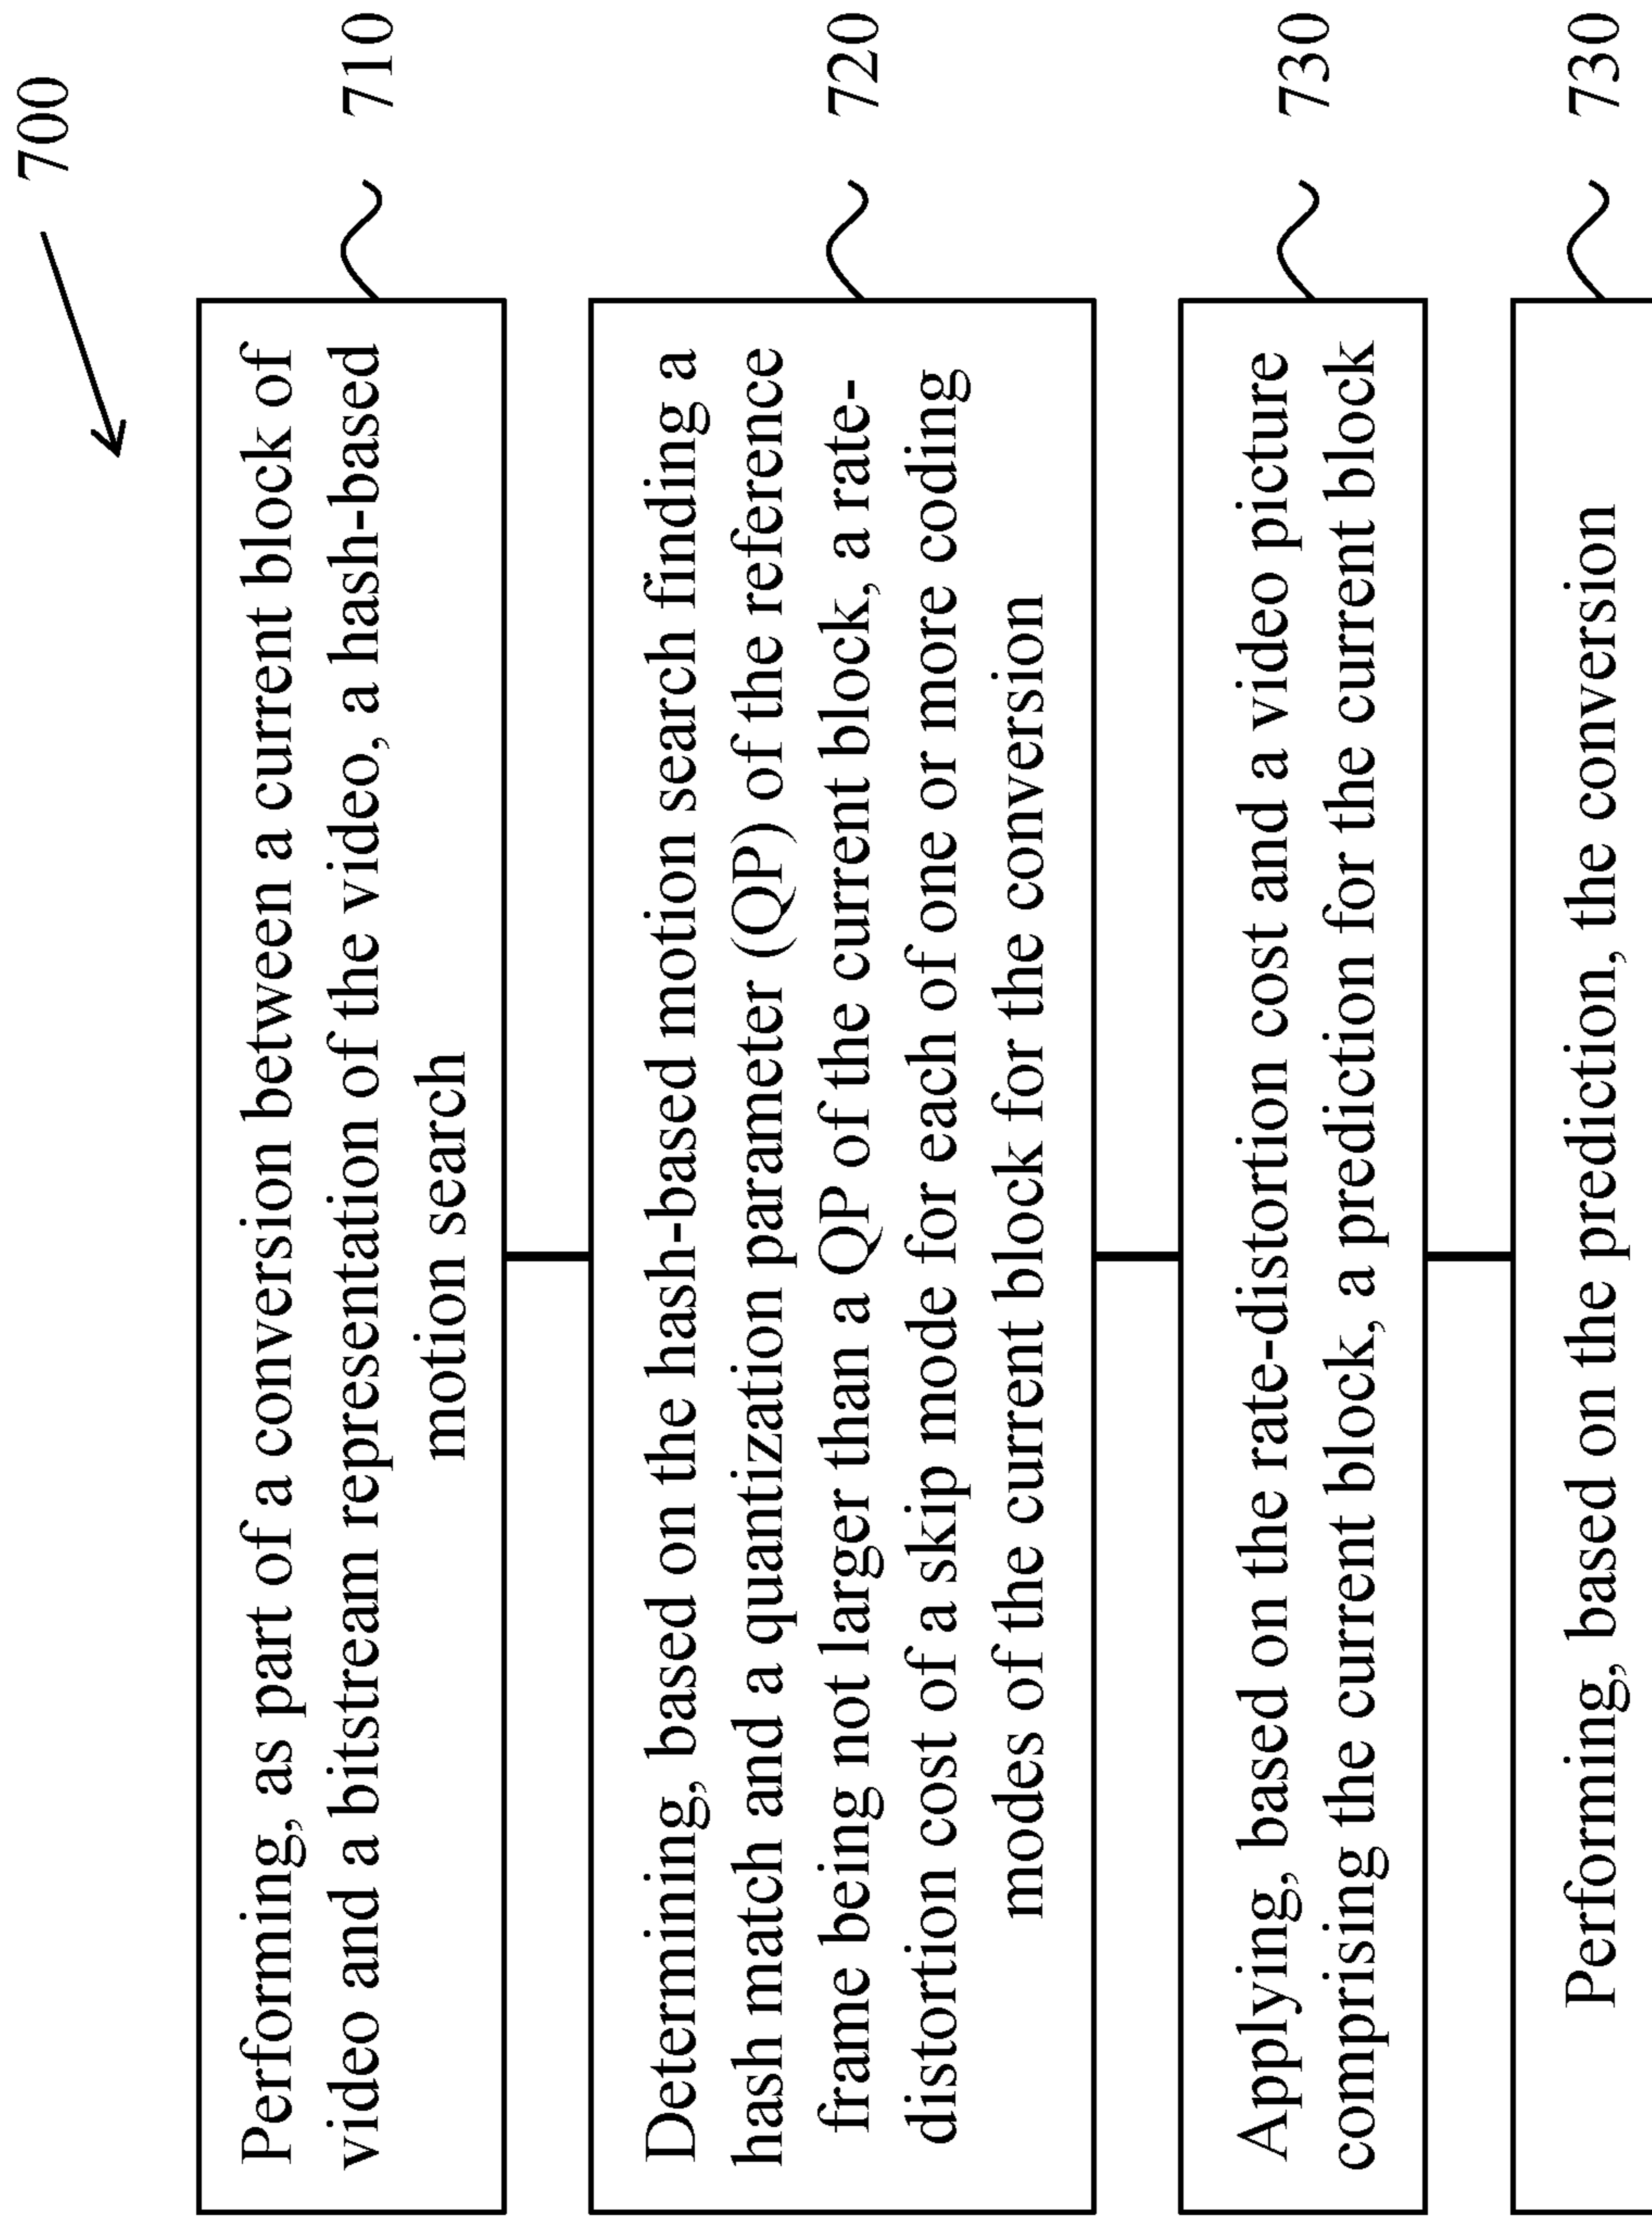 700
Performing, as part of a conversion between a current block of
video and a bitstream representation of the video, a hash-based
motion search
710
Determining, based on the hash-based motion search finding a
hash match and a quantization parameter (QP) of the reference
frame being not larger than a QP of the current block, a rate-
distortion cost of a skip mode for each of one or more coding
modes of the current block for the conversion
720
Applying, based on the rate-distortion cost and a video picture
comprising the current block, a prediction for the current block
730
Performing, based on the prediction, the conversion
730